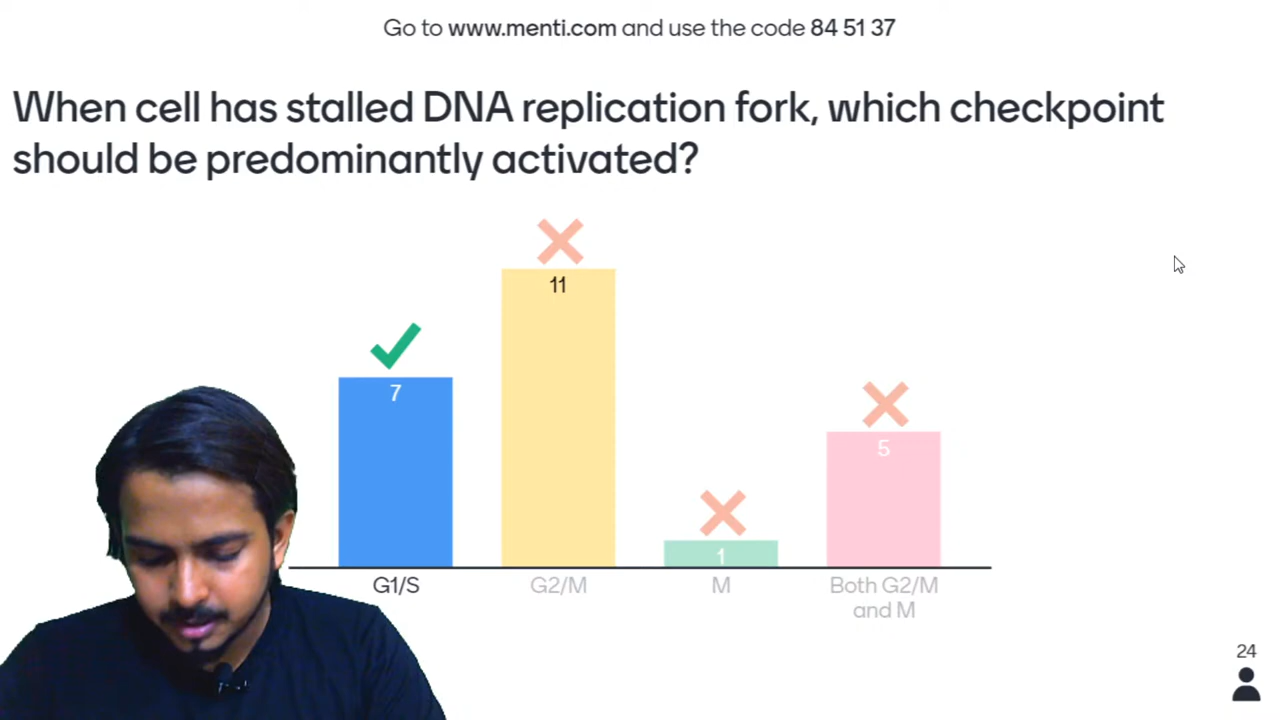 Go to www.menti.com and use the code 84 51 37
When cell has stalled DNA replication fork, which checkpoint
should be predominantly activated?
11
7
5
1
G1/S
G2/M
M
Both G2/M
and M
24